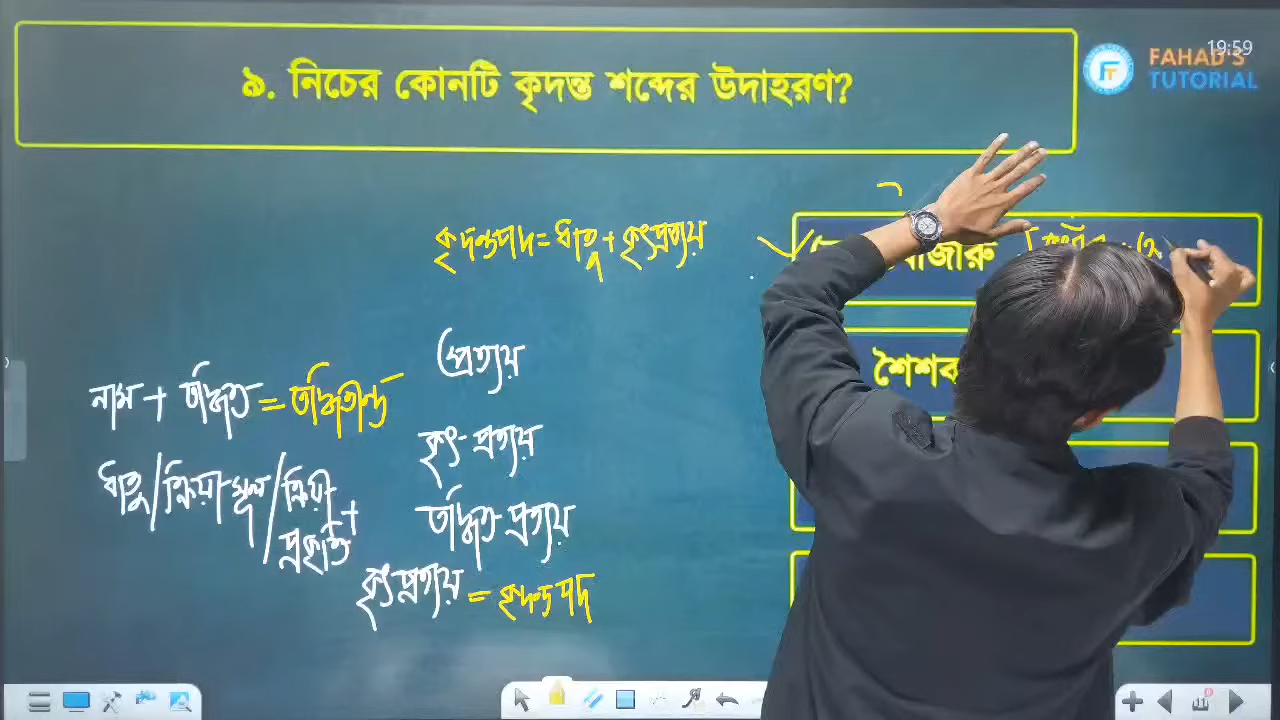 19:59
FAHAD'S
TUTORIAL
৯. নিচের কোনটি কৃদন্ত শব্দের উদাহরণ?
কৃদন্তপদ = ধাতু + কৃৎপ্রত্যয়
প্রত্যয়
নাম + তদ্ধিত = তদ্ধিতান্ত
কৃৎ-প্রত্যয়
ধাতু/ক্রিয়ামূল/ক্রিয়া প্রকৃতি +
তদ্ধিত-প্রত্যয়
কৃৎপ্রত্যয় = কৃদন্ত পদ
শৈশব